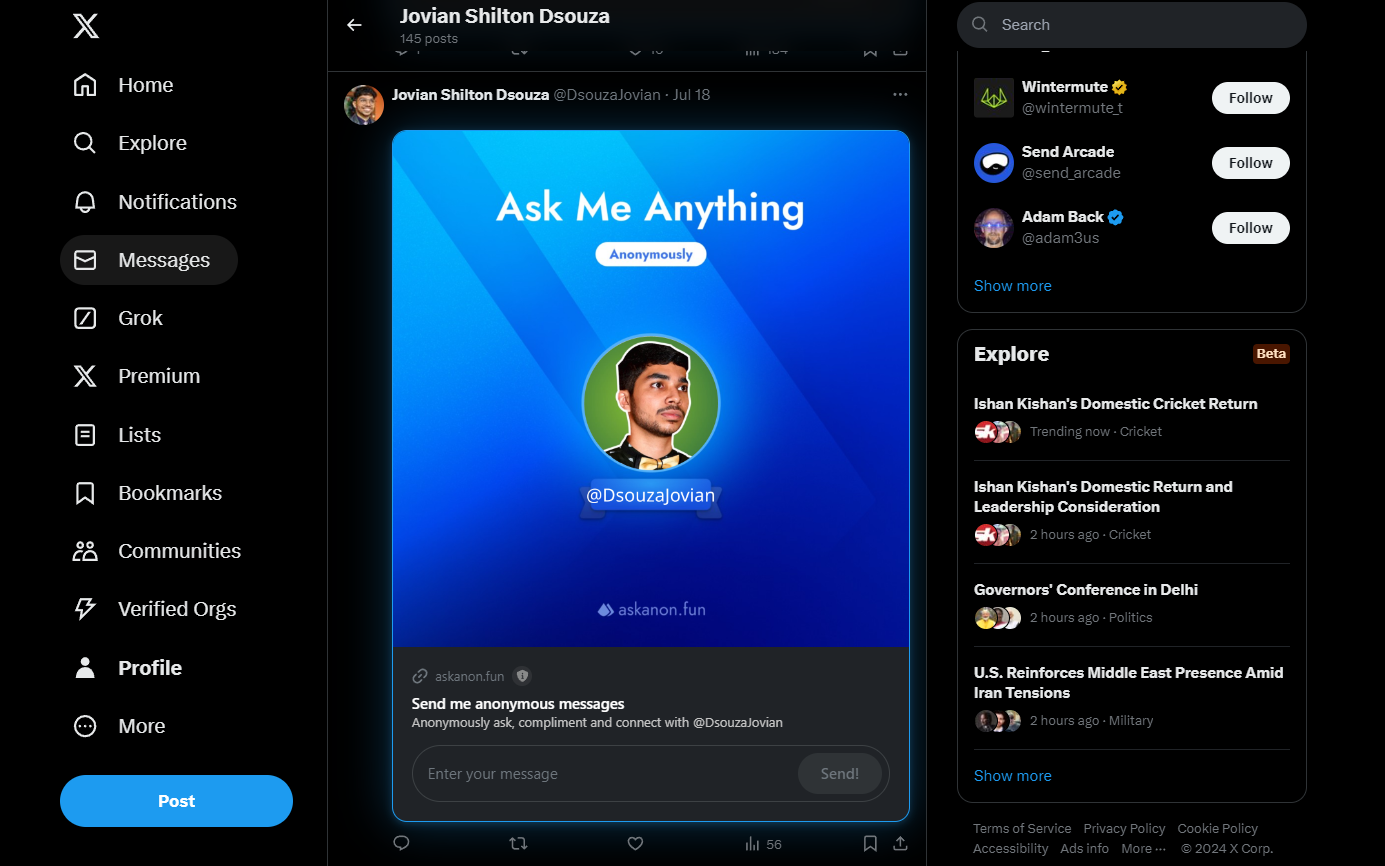 Home
Explore
Notifications
Messages
Grok
Premium
Lists
Bookmarks
Communities
Verified Orgs
Profile
More
Post
Jovian Shilton Dsouza
145 posts
Jovian Shilton Dsouza @DsouzaJovian · Jul 18
Ask Me Anything
Anonymously
@DsouzaJovian
askanon.fun
askanon.fun
Send me anonymous messages
Anonymously ask, compliment and connect with @DsouzaJovian
Enter your message
Send!
56
Search
Wintermute
@wintermute_t
Follow
Send Arcade
@send_arcade
Follow
Adam Back
@adam3us
Follow
Show more
Explore
Beta
Ishan Kishan's Domestic Cricket Return
Trending now · Cricket
Ishan Kishan's Domestic Return and
Leadership Consideration
2 hours ago · Cricket
Governors' Conference in Delhi
2 hours ago · Politics
U.S. Reinforces Middle East Presence Amid
Iran Tensions
2 hours ago · Military
Show more
Terms of Service Privacy Policy Cookie Policy
Accessibility Ads info More ··· © 2024 X Corp.